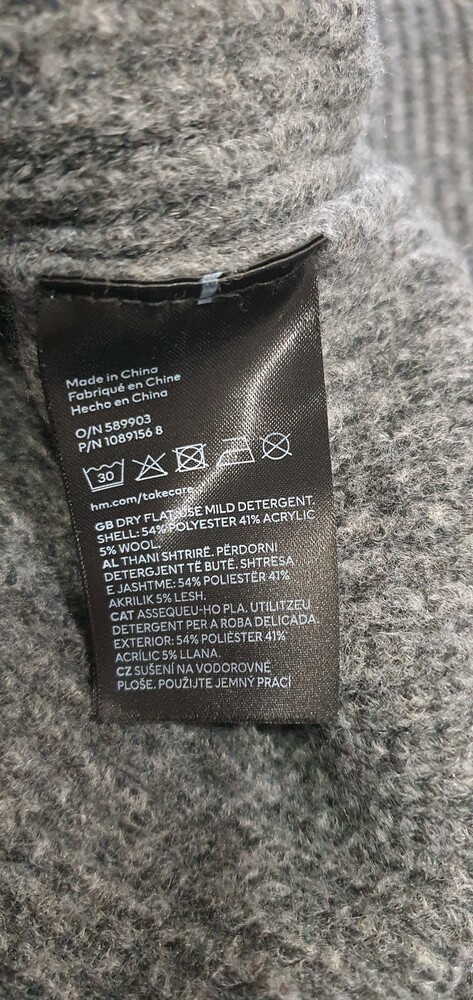 Made in China
Fabriqué en Chine
Hecho en China
O/N 589903
P/N 1089156 8
30
hm.com/takecare
GB DRY FLAT. USE MILD DETERGENT.
SHELL: 54% POLYESTER 41% ACRYLIC
5% WOOL.
AL THANI SHTRIRË. PËRDORNI
DETERGJENT TË BUTË. SHTRESA
E JASHTME: 54% POLIESTËR 41%
AKRILIK 5% LESH.
CAT ASSEQUEU-HO PLA. UTILITZEU
DETERGENT PER A ROBA DELICADA.
EXTERIOR: 54% POLIÈSTER 41%
ACRÍLIC 5% LLANA.
CZ SUŠENÍ NA VODOROVNÉ
PLOŠE. POUŽIJTE JEMNÝ PRACÍ